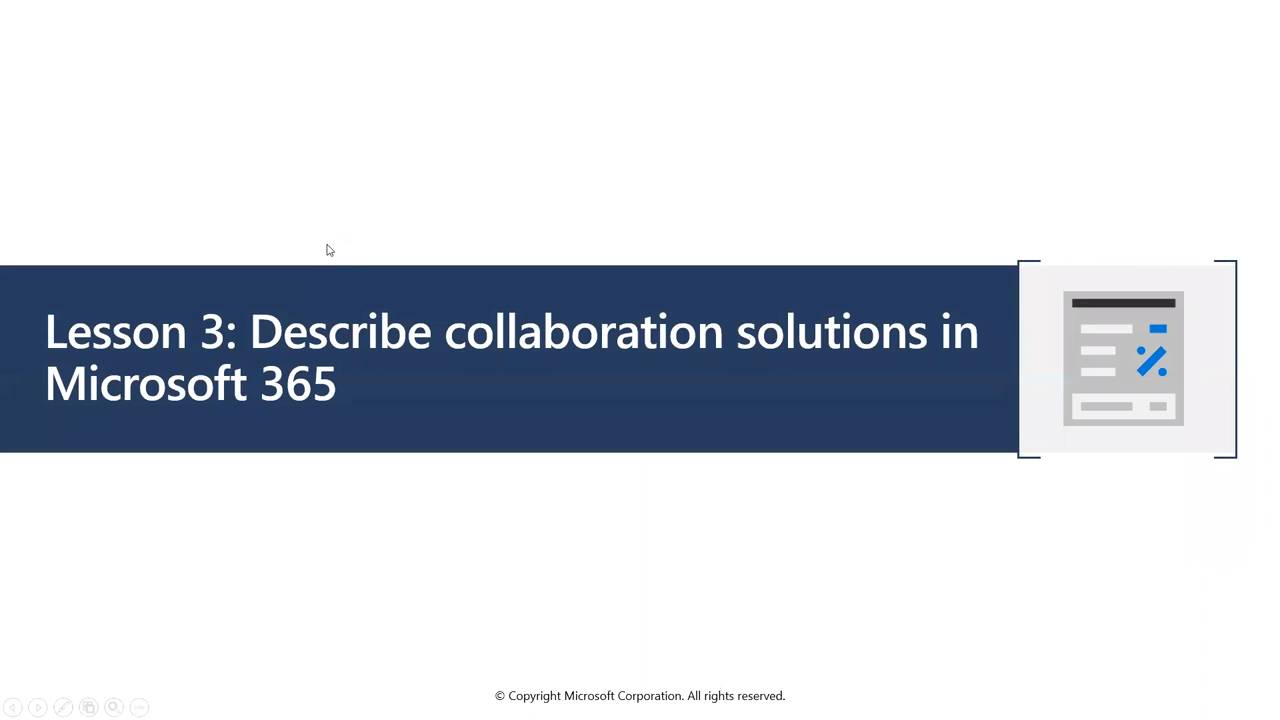 Lesson 3: Describe collaboration solutions in
Microsoft 365
© Copyright Microsoft Corporation. All rights reserved.